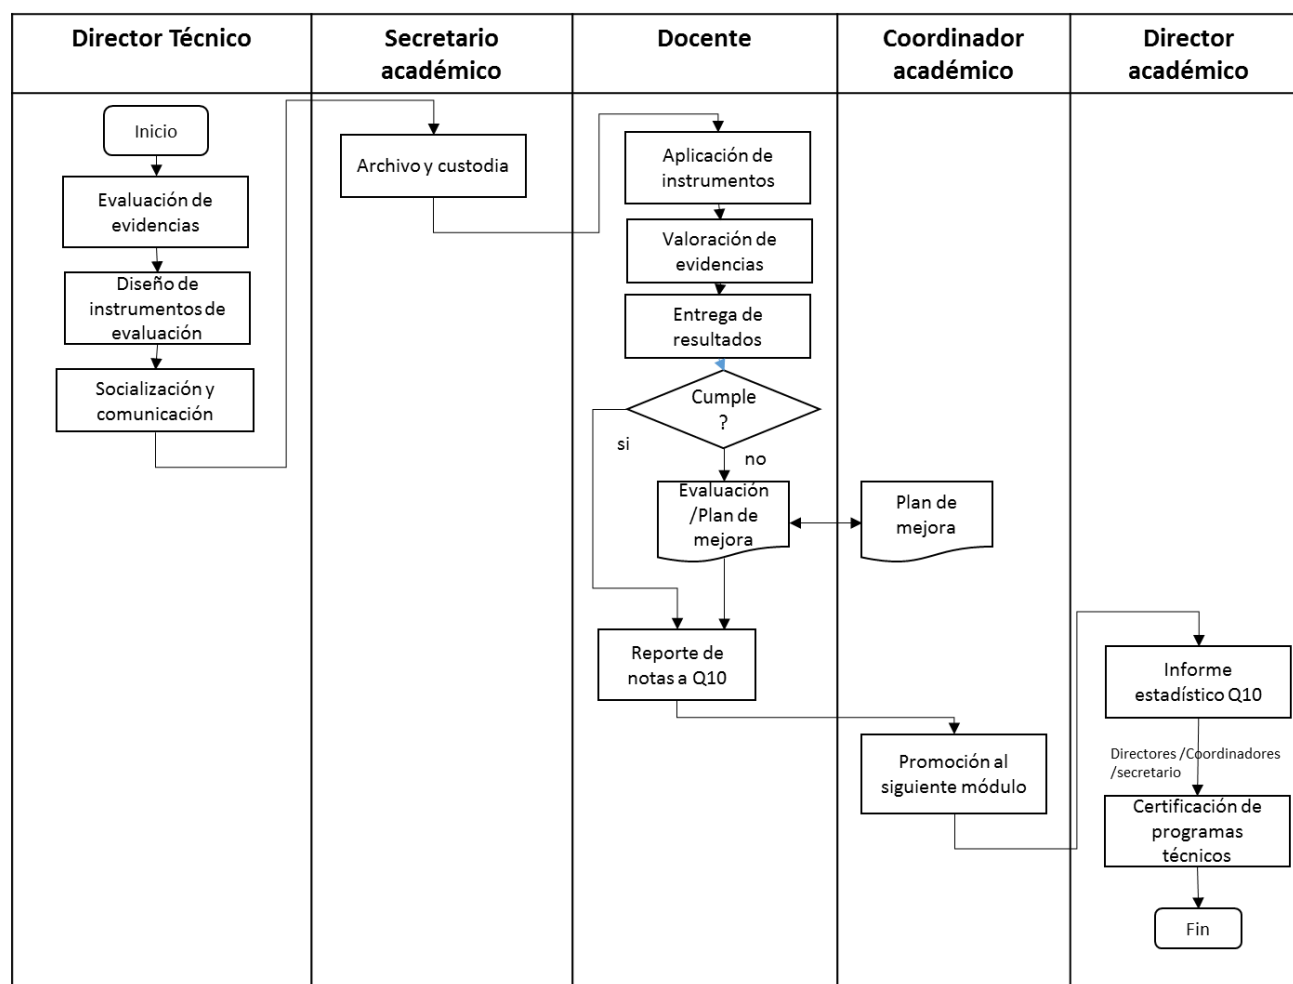 Director Técnico
Secretario
académico
Docente
Coordinador
académico
Director
académico
Inicio
Evaluación de
evidencias
Diseño de
instrumentos de
evaluación
Socialización y
comunicación
Archivo y custodia
Aplicación de
instrumentos
Valoración de
evidencias
Entrega de
resultados
Cumple
?
si
no
Evaluación
/Plan de
mejora
Plan de
mejora
Reporte de
notas a Q10
Promoción al
siguiente módulo
Informe
estadístico Q10
Directores /Coordinadores
/secretario
Certificación de
programas
técnicos
Fin